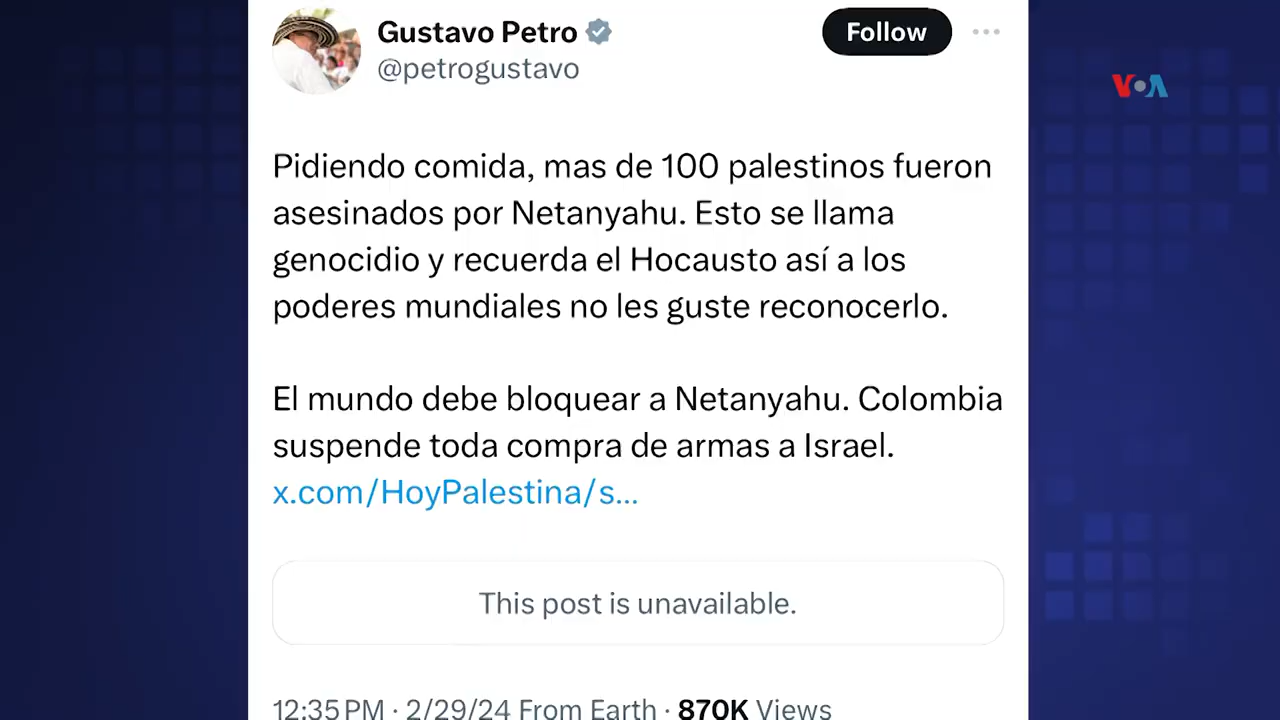 Gustavo Petro
Follow
@petrogustavo
VOA
Pidiendo comida, mas de 100 palestinos fueron
asesinados por Netanyahu. Esto se llama
genocidio y recuerda el Hocausto así a los
poderes mundiales no les guste reconocerlo.
El mundo debe bloquear a Netanyahu. Colombia
suspende toda compra de armas a Israel.
x.com/HoyPalestina/s...
This post is unavailable.
12:35 PM · 2/29/24 From Earth · 870K Views